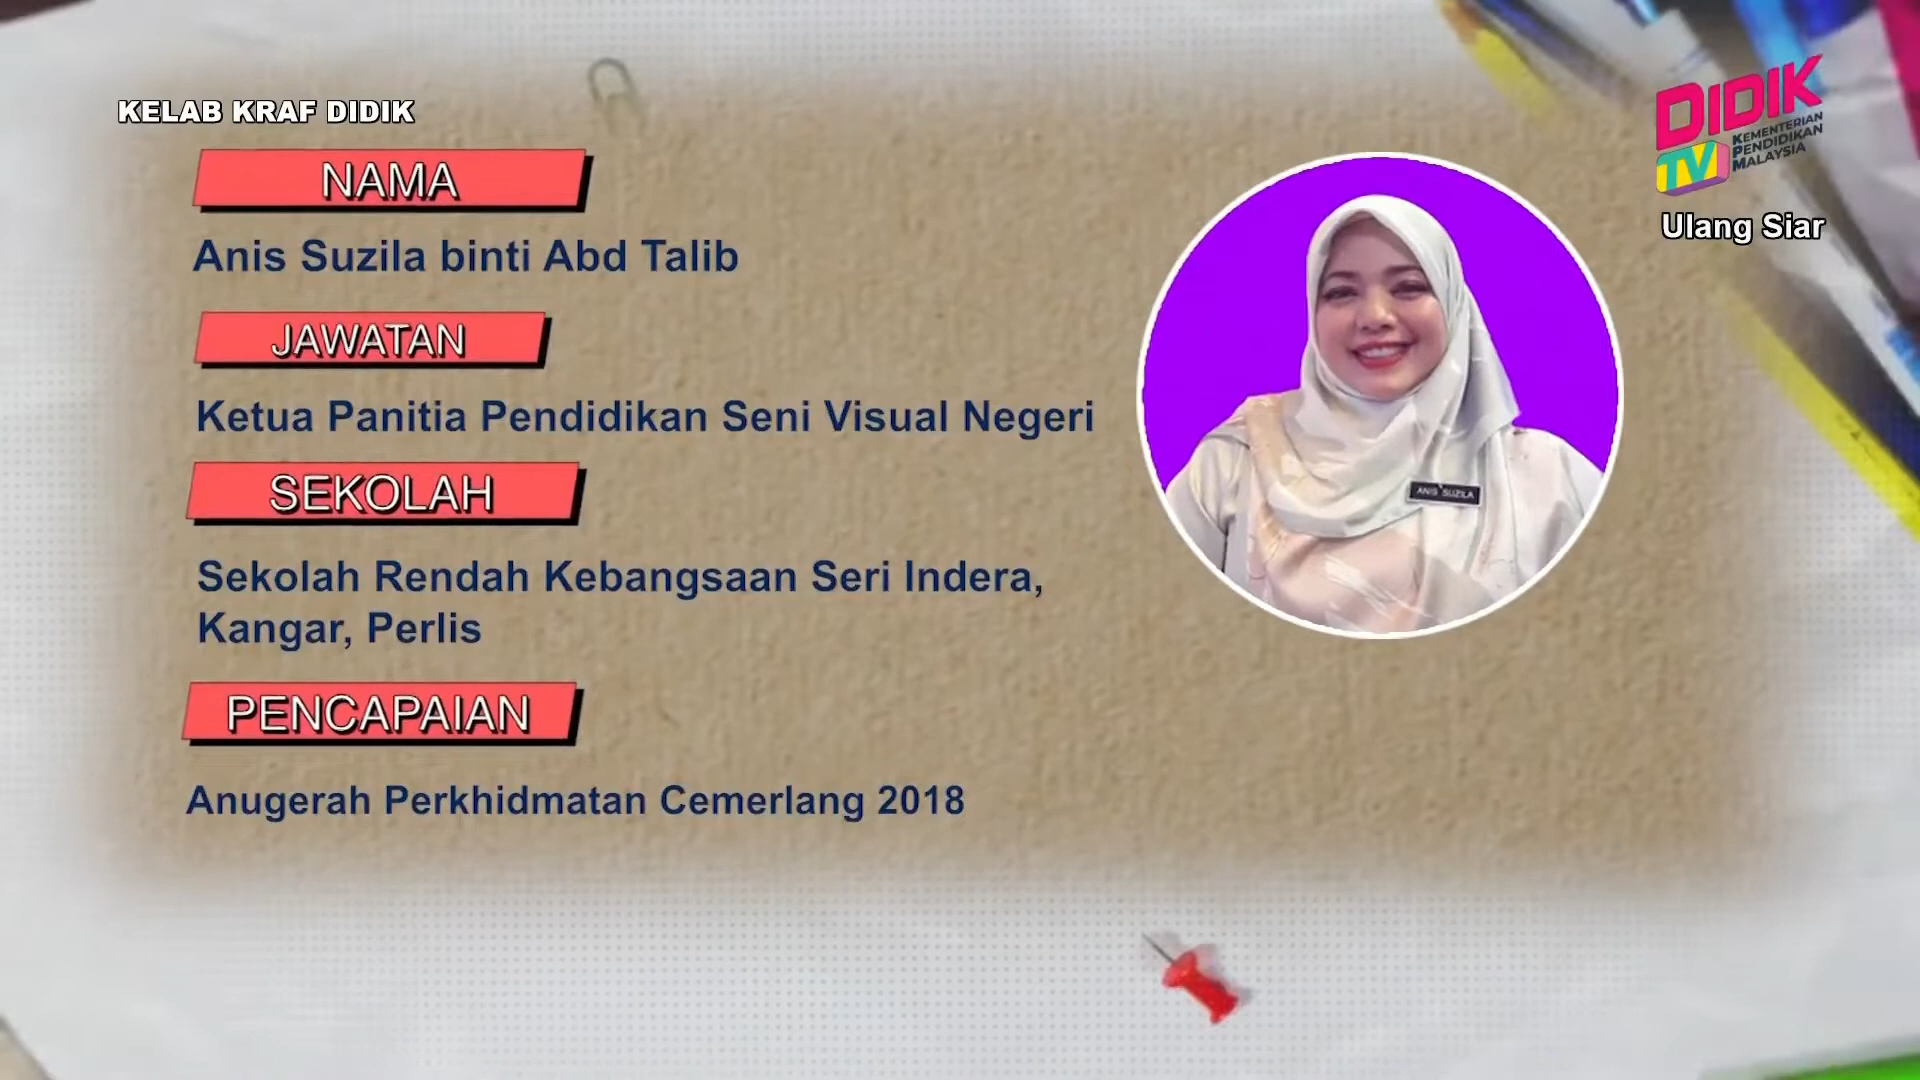 KELAB KRAF DIDIK
NAMA
Anis Suzila binti Abd Talib
JAWATAN
Ketua Panitia Pendidikan Seni Visual Negeri
SEKOLAH
Sekolah Rendah Kebangsaan Seri Indera,
Kangar, Perlis
PENCAPAIAN
Anugerah Perkhidmatan Cemerlang 2018
DIDIK
TV
KEMENTERIAN
PENDIDIKAN
MALAYSIA
Ulang Siar
ANIS SUZILA